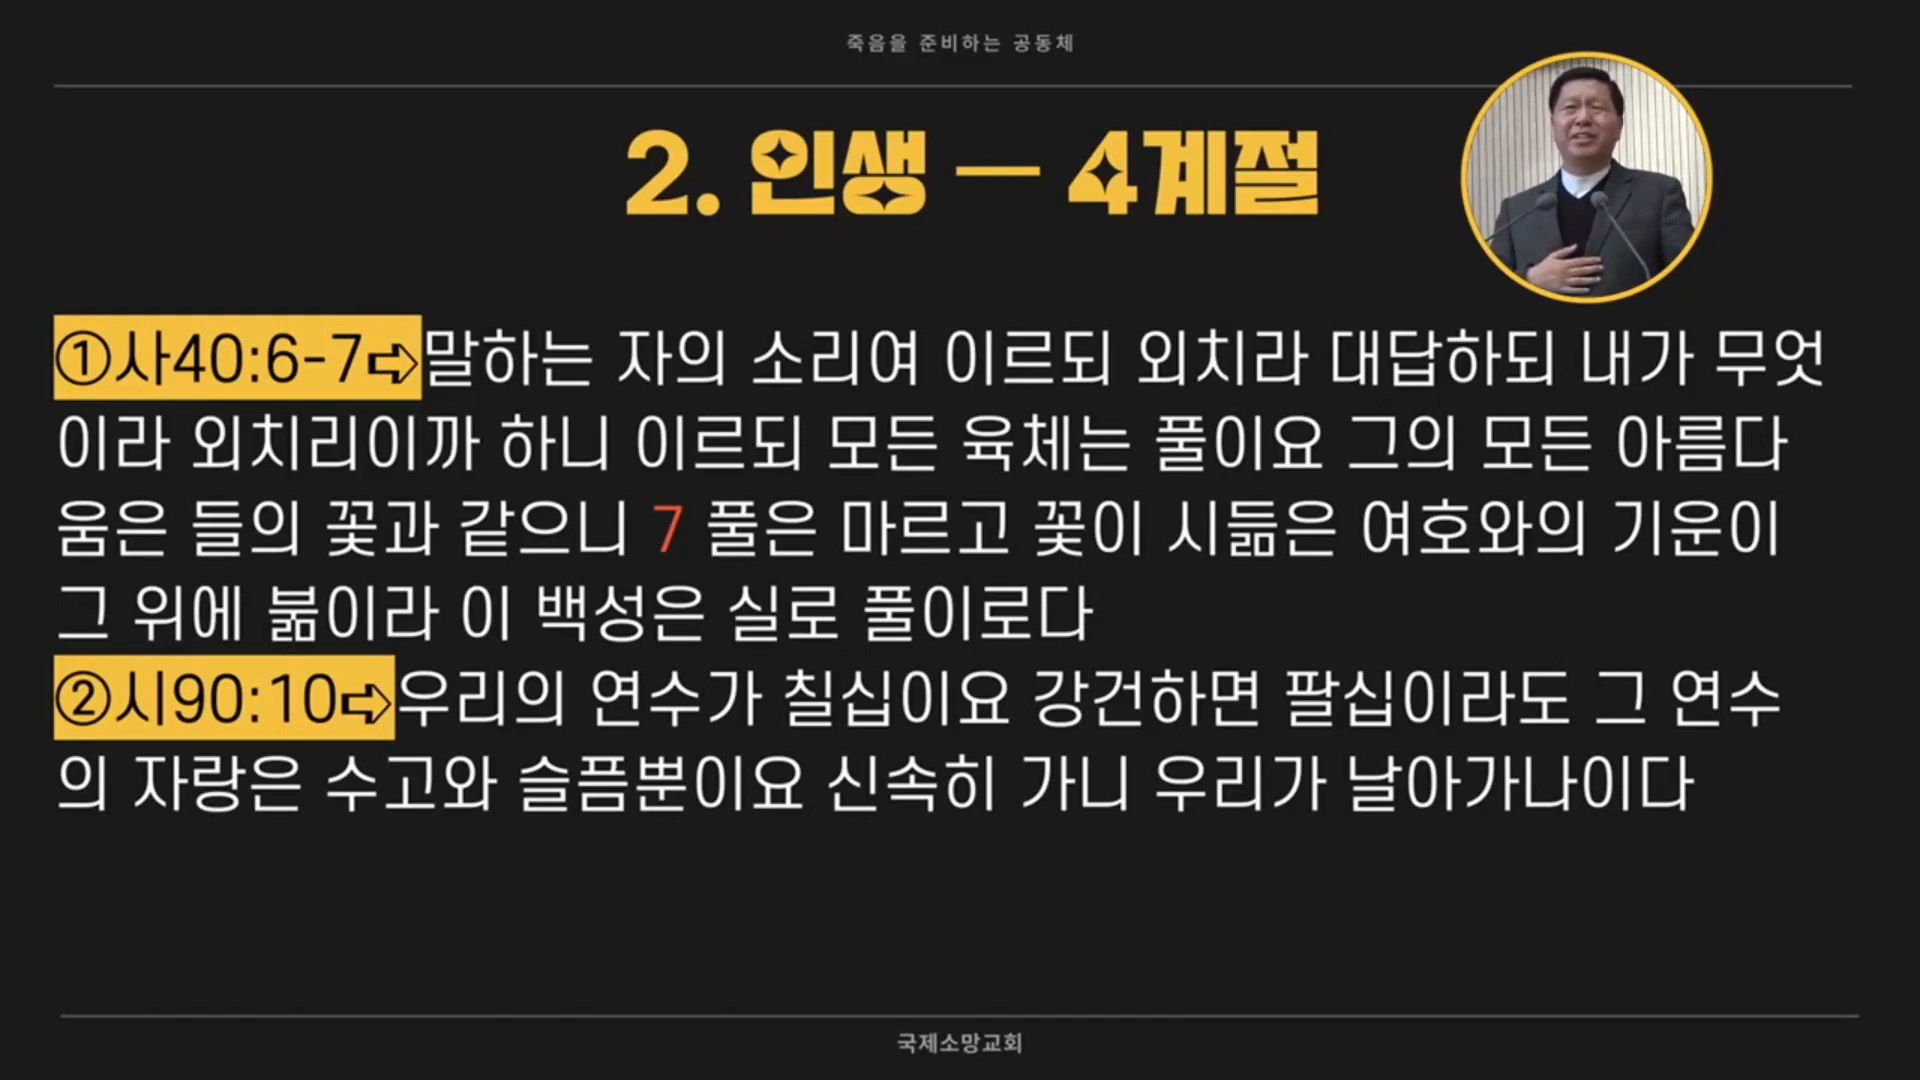 죽음을 준비하는 공동체
2. 인생 — 4계절
①사40:6-7➪말하는 자의 소리여 이르되 외치라 대답하되 내가 무엇
이라 외치리이까 하니 이르되 모든 육체는 풀이요 그의 모든 아름다
움은 들의 꽃과 같으니 7 풀은 마르고 꽃이 시듦은 여호와의 기운이
그 위에 붊이라 이 백성은 실로 풀이로다
②시90:10➪우리의 연수가 칠십이요 강건하면 팔십이라도 그 연수
의 자랑은 수고와 슬픔뿐이요 신속히 가니 우리가 날아가나이다
국제소망교회